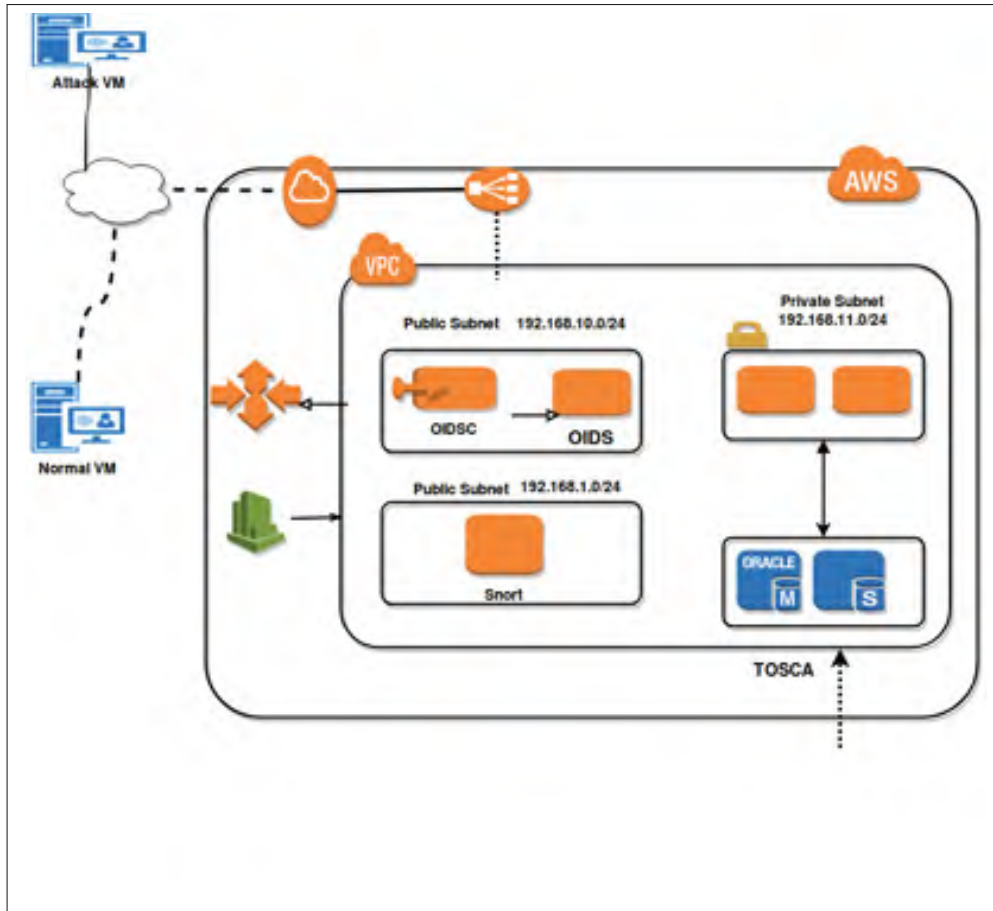 Attack VM
AWS
VPC
Public Subnet 192.168.10.0/24
Private Subnet
192.168.11.0/24
OIDSC
OIDS
Normal VM
Public Subnet 192.168.1.0/24
Snort
ORACLE
M
S
TOSCA